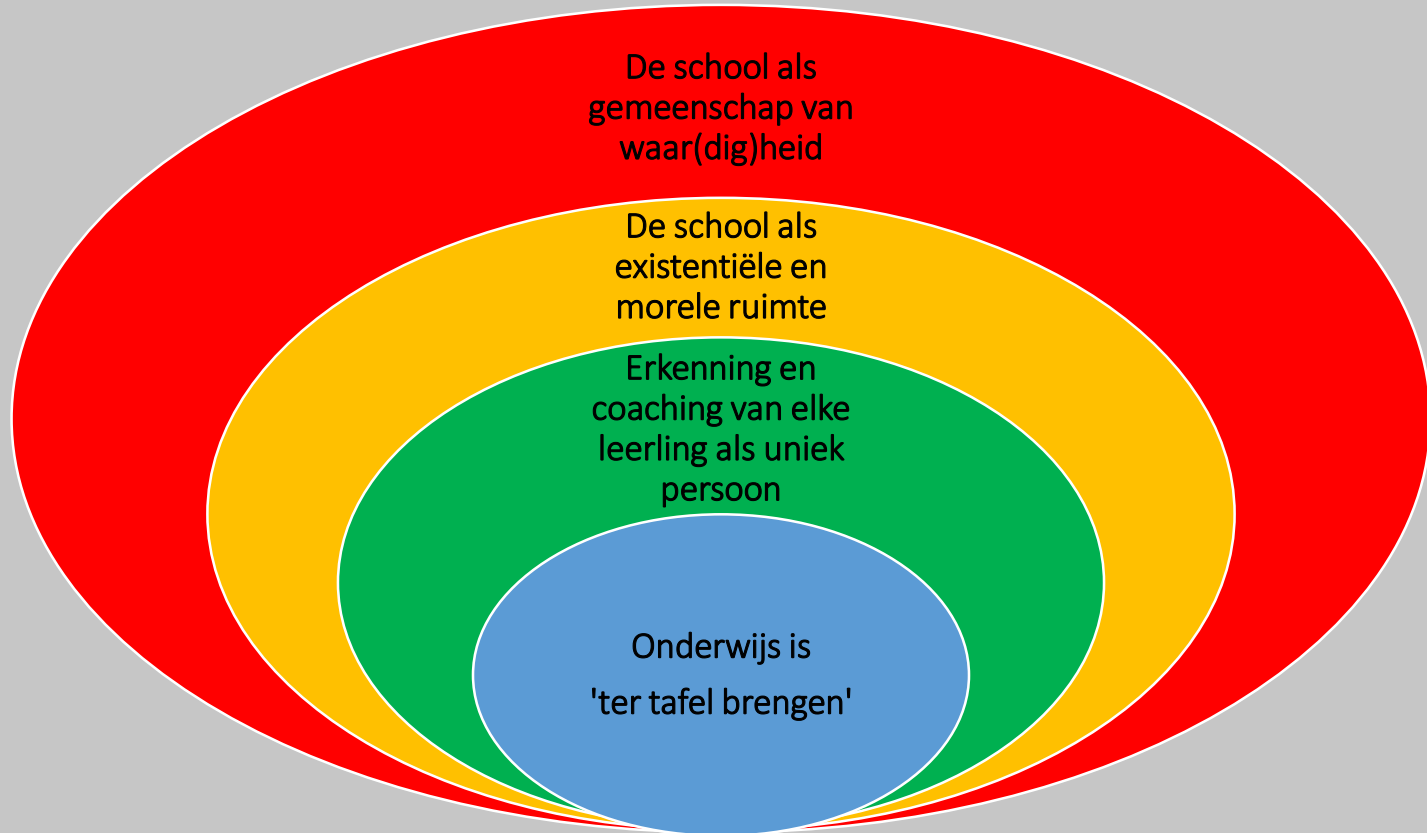 De school als
gemeenschap van
waar(dig)heid
De school als
existentiële en
morele ruimte
Erkenning en
coaching van elke
leerling als uniek
persoon
Onderwijs is
'ter tafel brengen'